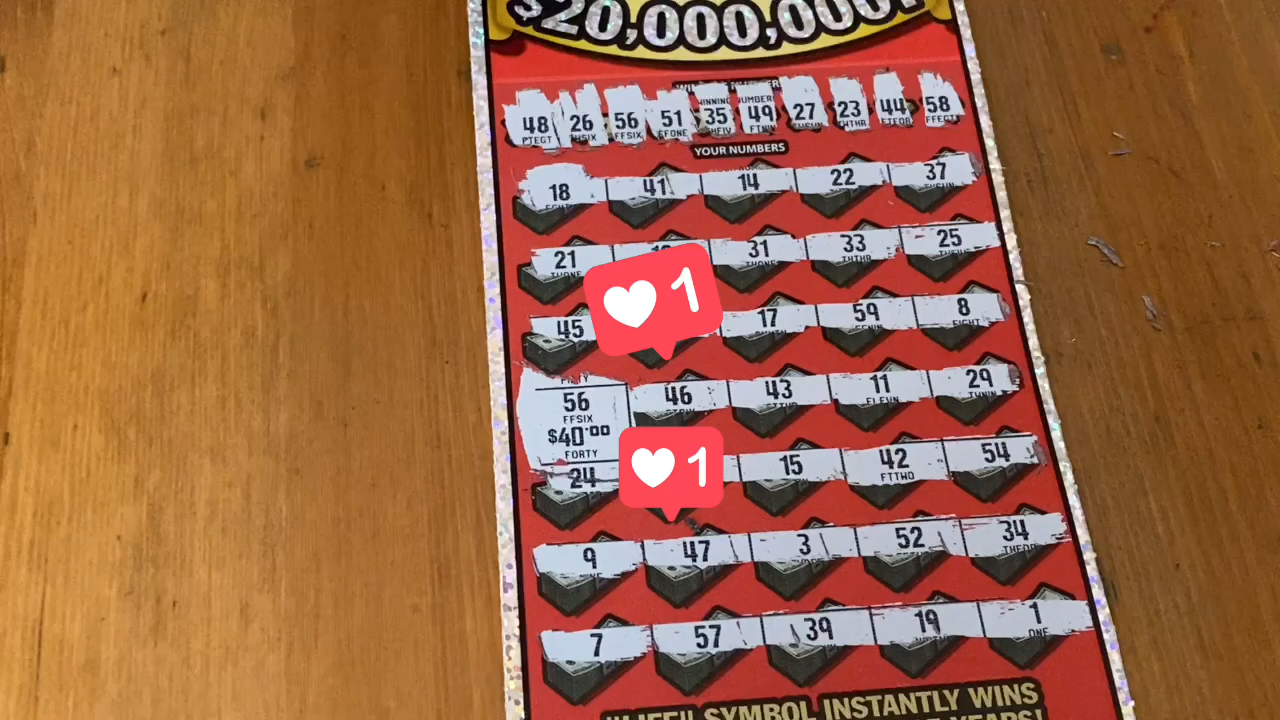 $20,000,000!
48 26 56 51 35 49 27 23 44 58
FFSIX
YOUR NUMBERS
18 41 14 22 37
21 31 33 25
45 17 59 8
EIGHT
56 46 43 11 29
FFSIX
$40.00
FORTY
24 15 42 54
FTTWO
9 47 3 52 34
7 57 39 19 1
ONE
"LIFE" SYMBOL INSTANTLY WINS
YEARS!
1
1